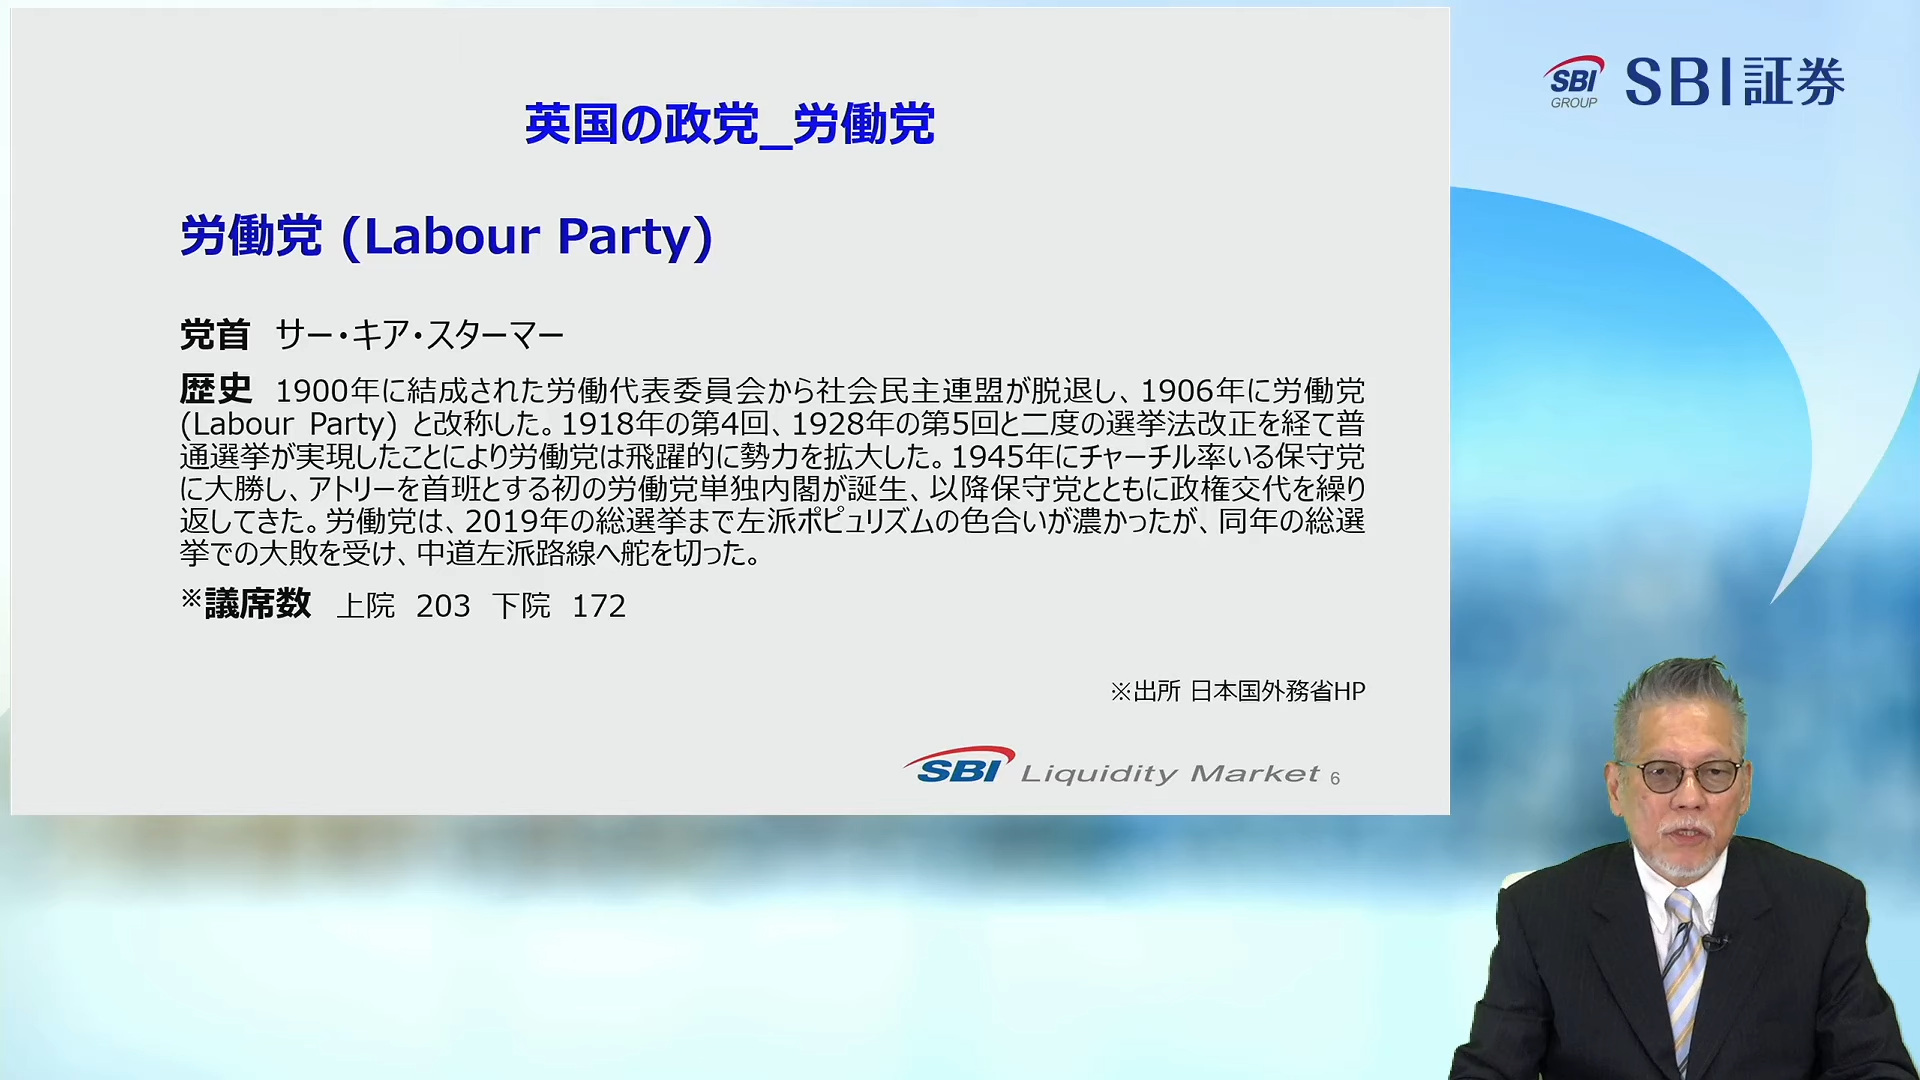 英国の政党_労働党
労働党 (Labour Party)
党首 サー・キア・スターマー
歴史 1900年に結成された労働代表委員会から社会民主連盟が脱退し、1906年に労働党
(Labour Party) と改称した。1918年の第4回、1928年の第5回と二度の選挙法改正を経て普
通選挙が実現したことにより労働党は飛躍的に勢力を拡大した。1945年にチャーチル率いる保守党
に大勝し、アトリーを首班とする初の労働党単独内閣が誕生、以降保守党とともに政権交代を繰り
返してきた。労働党は、2019年の総選挙まで左派ポピュリズムの色合いが濃かったが、同年の総選
挙での大敗を受け、中道左派路線へ舵を切った。
※議席数 上院 203 下院 172
※出所 日本国外務省HP
SBI Liquidity Market 6
SBI GROUP
SBI証券